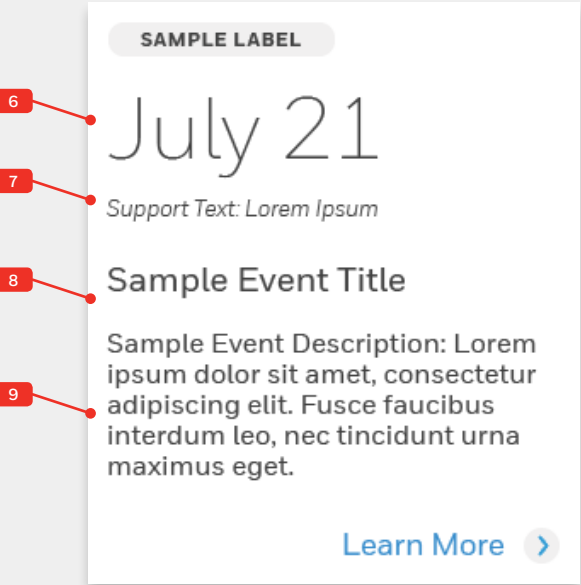 SAMPLE LABEL
6
July 21
7
Support Text: Lorem Ipsum
8
Sample Event Title
Sample Event Description: Lorem
ipsum dolor sit amet, consectetur
9
adipiscing elit. Fusce faucibus
interdum leo, nec tincidunt urna
maximus eget.
Learn More